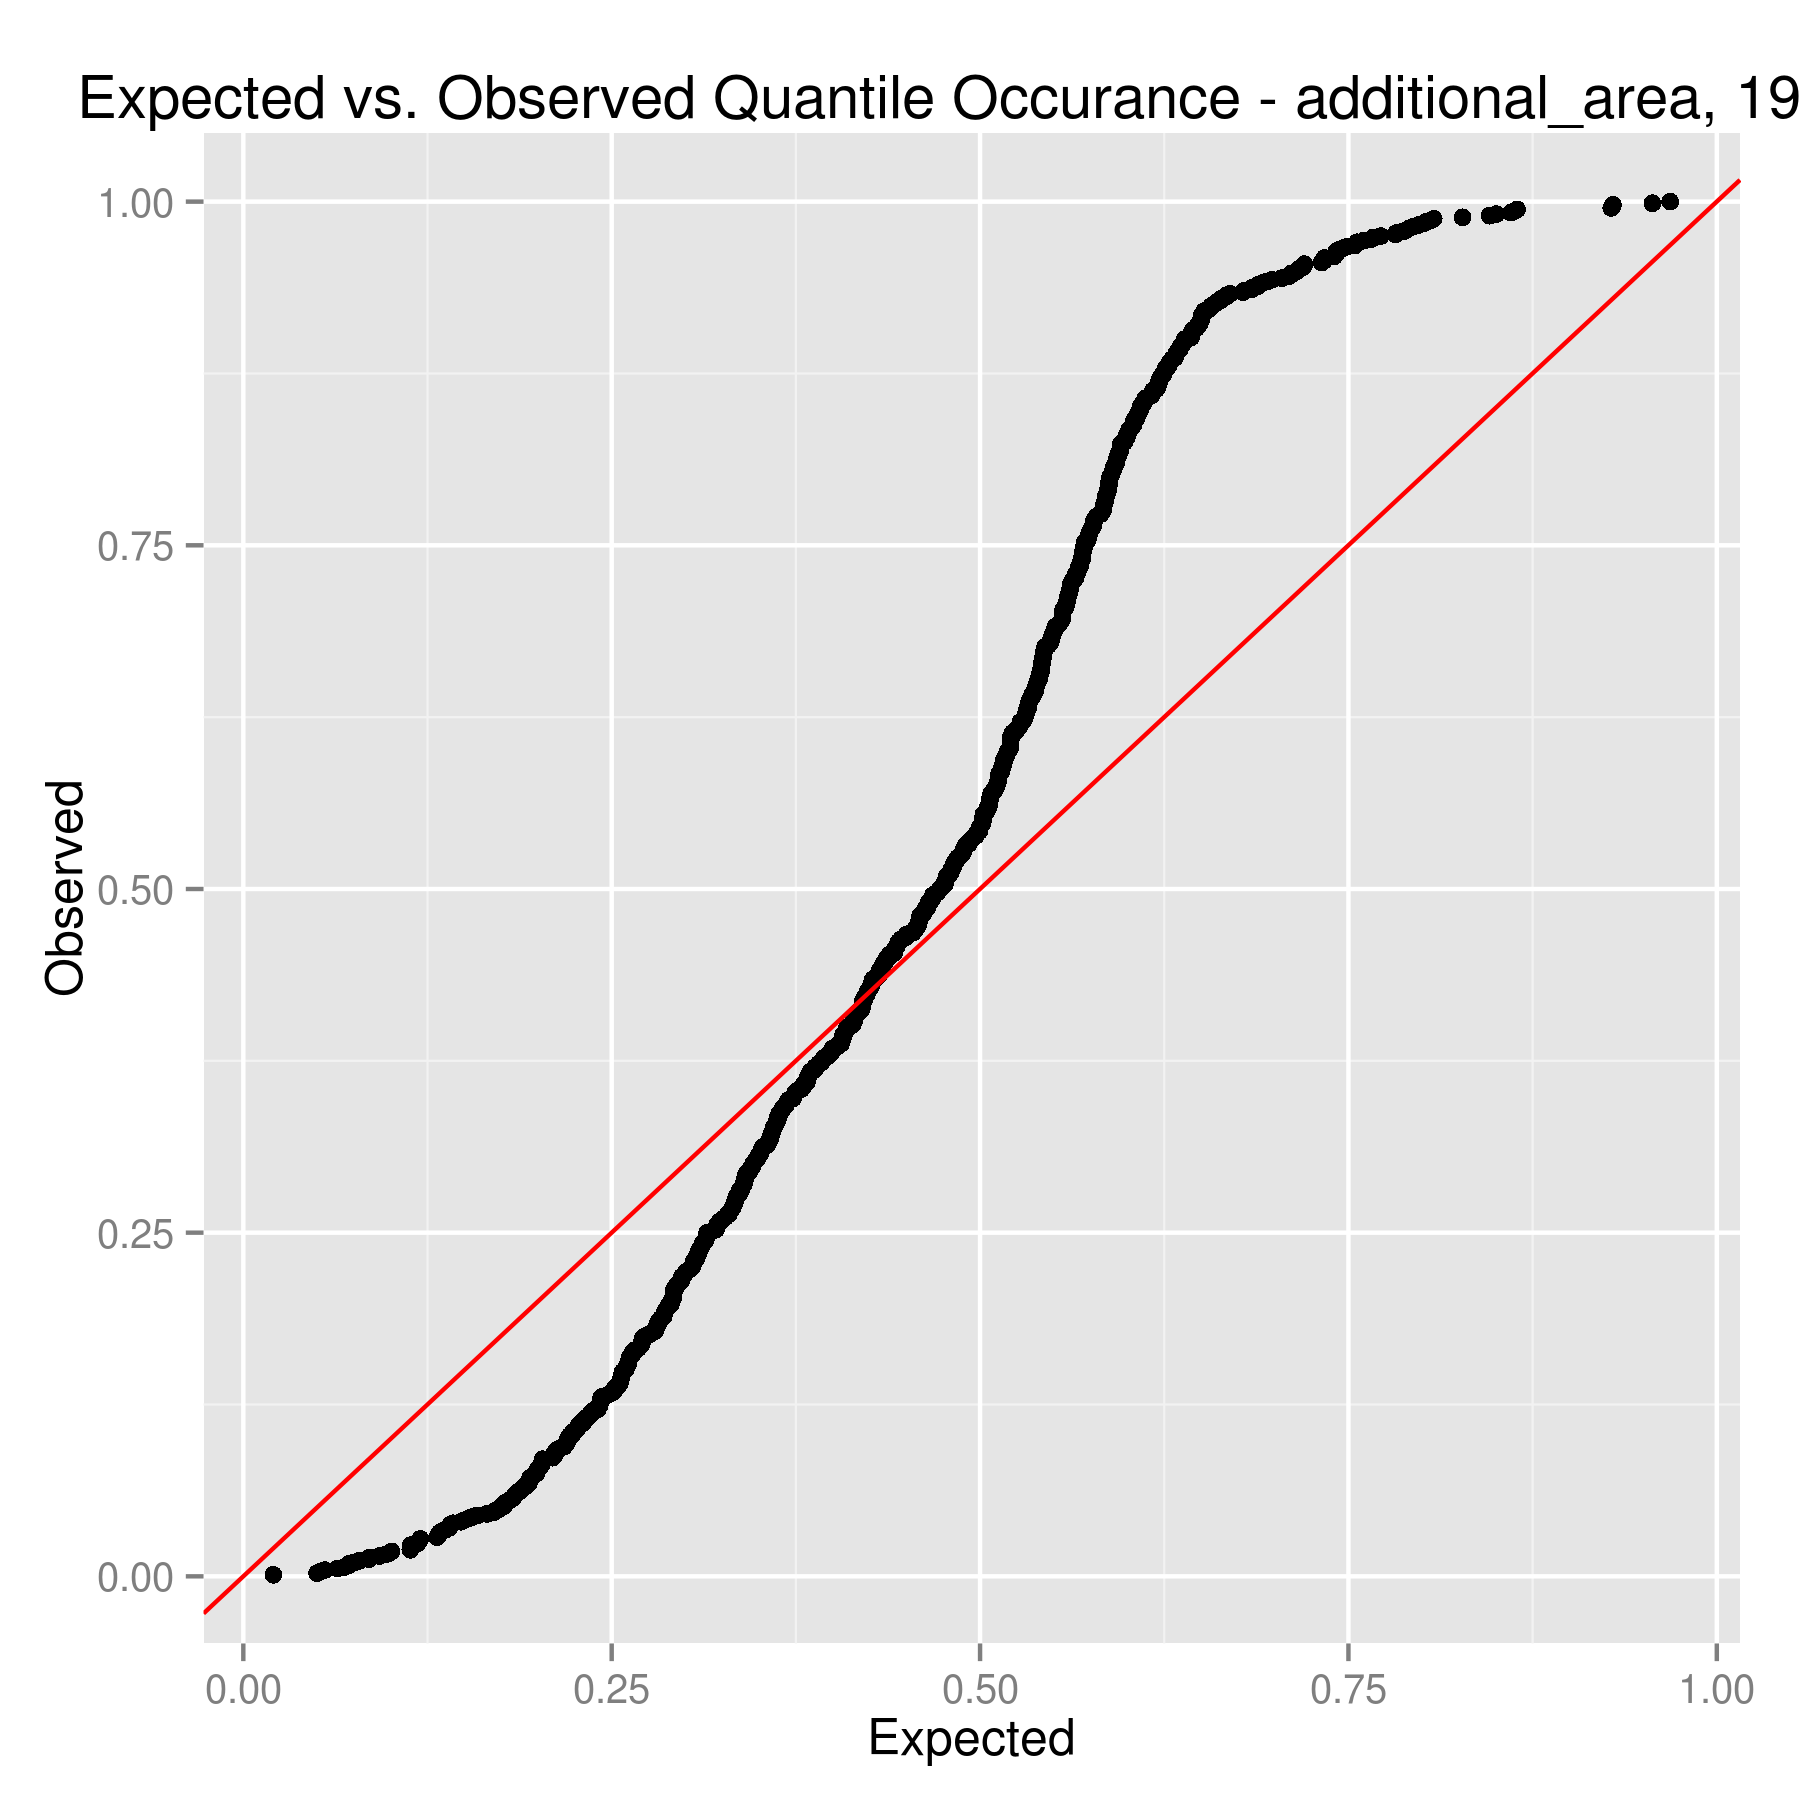 Expected vs. Observed Quantile Occurance - additional_area, 19
1.00
0.75
0.50
0.25
0.00
Observed
0.00 0.25 0.50 0.75 1.00
Expected